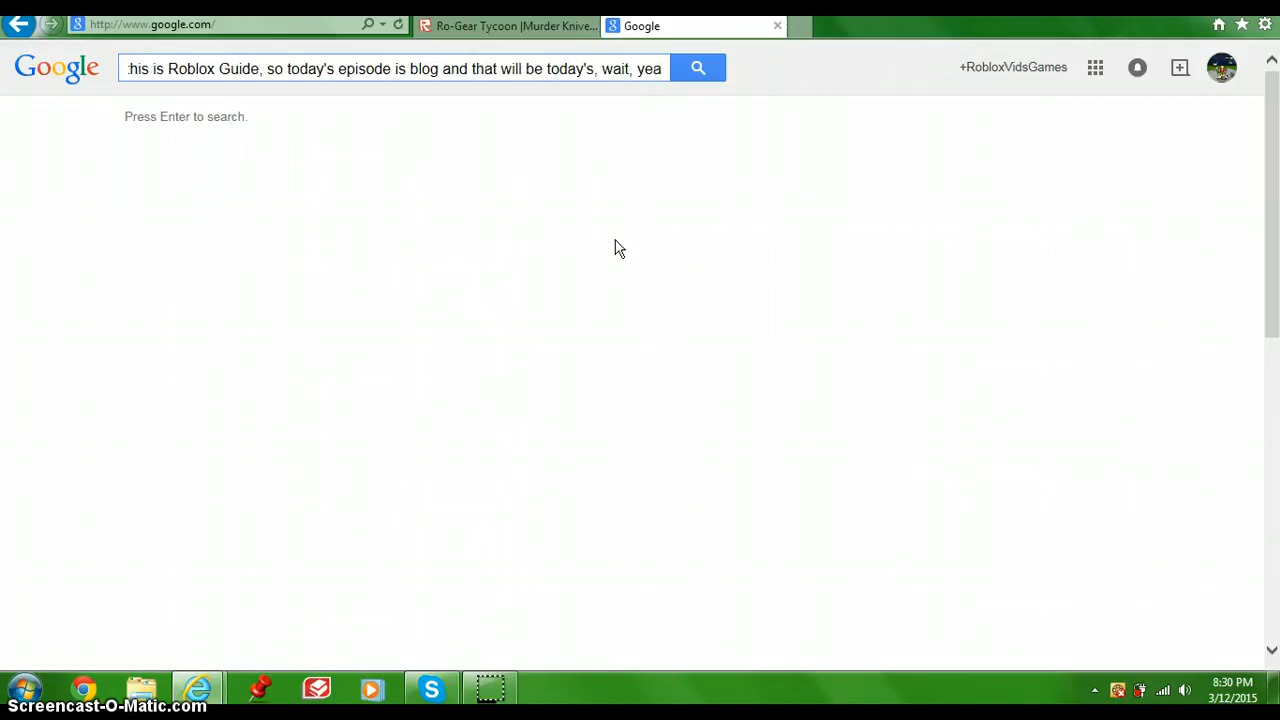 http://www.google.com/
Ro-Gear Tycoon |Murder Knive...
Google
Google
his is Roblox Guide, so today's episode is blog and that will be today's, wait, yea
+RobloxVidsGames
Press Enter to search.
8:30 PM
3/12/2015
Screencast-O-Matic.com